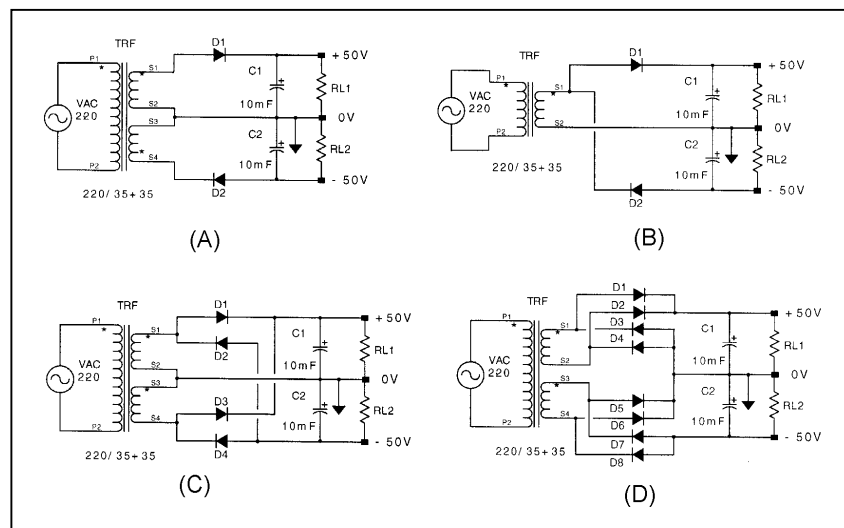 TRF
D1
+50V
P1
*
S1
*
C1
+
VAC
220
10mF
RL1
S2
0V
S3
C2
+
10mF
RL2
*
S4
P2
- 50V
D2
220/ 35+35
(A)
TRF
D1
+50V
P1
*
S1
*
C1
+
VAC
220
10mF
RL1
S2
0V
P2
C2
+
10mF
RL2
- 50V
D2
220/ 35+35
(B)
TRF
D1
+50V
P1
*
S1
*
D2
C1
+
VAC
220
10mF
RL1
S2
0V
S3
*
C2
+
D3
10mF
RL2
S4
P2
- 50V
D4
220/ 35+35
(C)
D1
TRF
D2
+50V
P1
*
S1
*
D3
C1
+
D4
VAC
220
10mF
RL1
S2
0V
S3
*
C2
+
D5
10mF
RL2
S4
D6
P2
D7
- 50V
D8
220/ 35+35
(D)